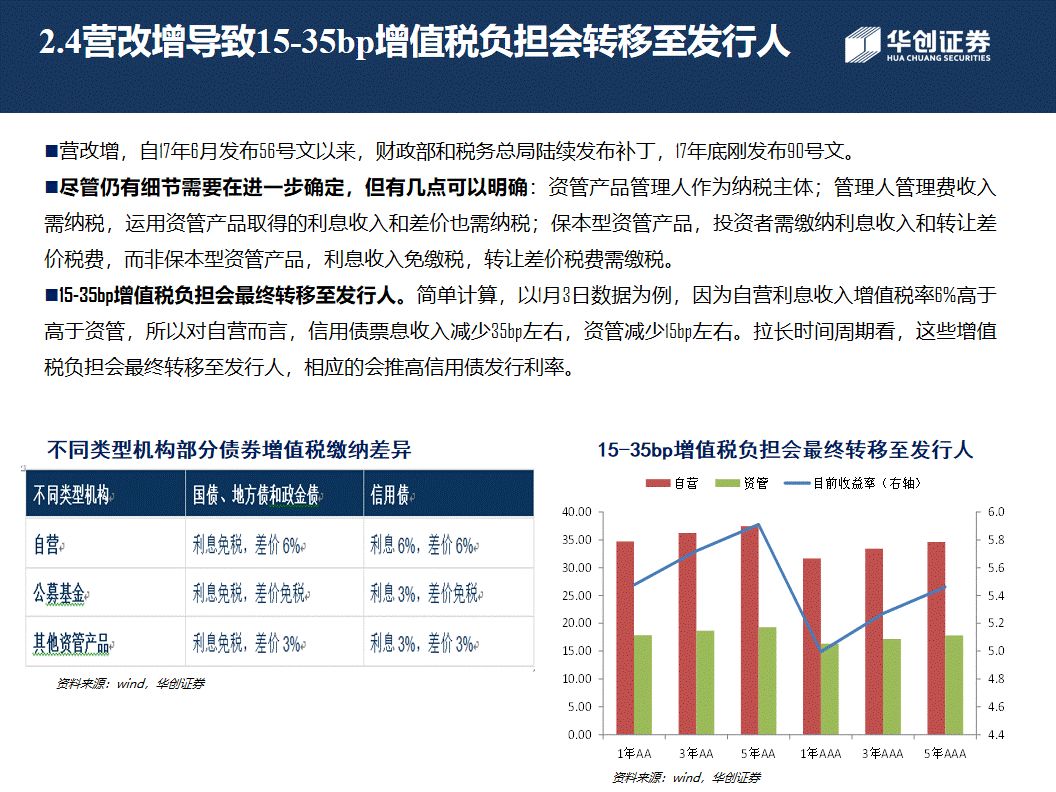 2.4营改增导致15-35bp增值税负担会转移至发行人
华创证券
HUA CHUANG SECURITIES
■营改增，自17年6月发布56号文以来，财政部和税务总局陆续发布补丁，17年底刚发布90号文。
■尽管仍有细节需要在进一步确定，但有几点可以明确：资管产品管理人作为纳税主体；管理人管理费收入
需纳税，运用资管产品取得的利息收入和差价也需纳税；保本型资管产品，投资者需缴纳利息收入和转让差
价税费，而非保本型资管产品，利息收入免缴税，转让差价税费需缴税。
■15-35bp增值税负担会最终转移至发行人。简单计算，以1月3日数据为例，因为自营利息收入增值税率6%高于
高于资管，所以对自营而言，信用债票息收入减少35bp左右，资管减少15bp左右。拉长时间周期看，这些增值
税负担会最终转移至发行人，相应的会推高信用债发行利率。
不同类型机构部分债券增值税缴纳差异
不同类型机构 国债、地方债和政金债 信用债
自营 利息免税，差价6% 利息6%，差价6%
公募基金 利息免税，差价免税 利息3%，差价免税
其他资管产品 利息免税，差价3% 利息3%，差价3%
资料来源：wind，华创证券
15-35bp增值税负担会最终转移至发行人
自营 资管 目前收益率（右轴）
40.00 6.0
35.00 5.8
30.00 5.6
25.00 5.4
20.00 5.2
15.00 5.0
10.00 4.8
5.00 4.6
0.00 4.4
1年AA 3年AA 5年AA 1年AAA 3年AAA 5年AAA
资料来源：wind，华创证券